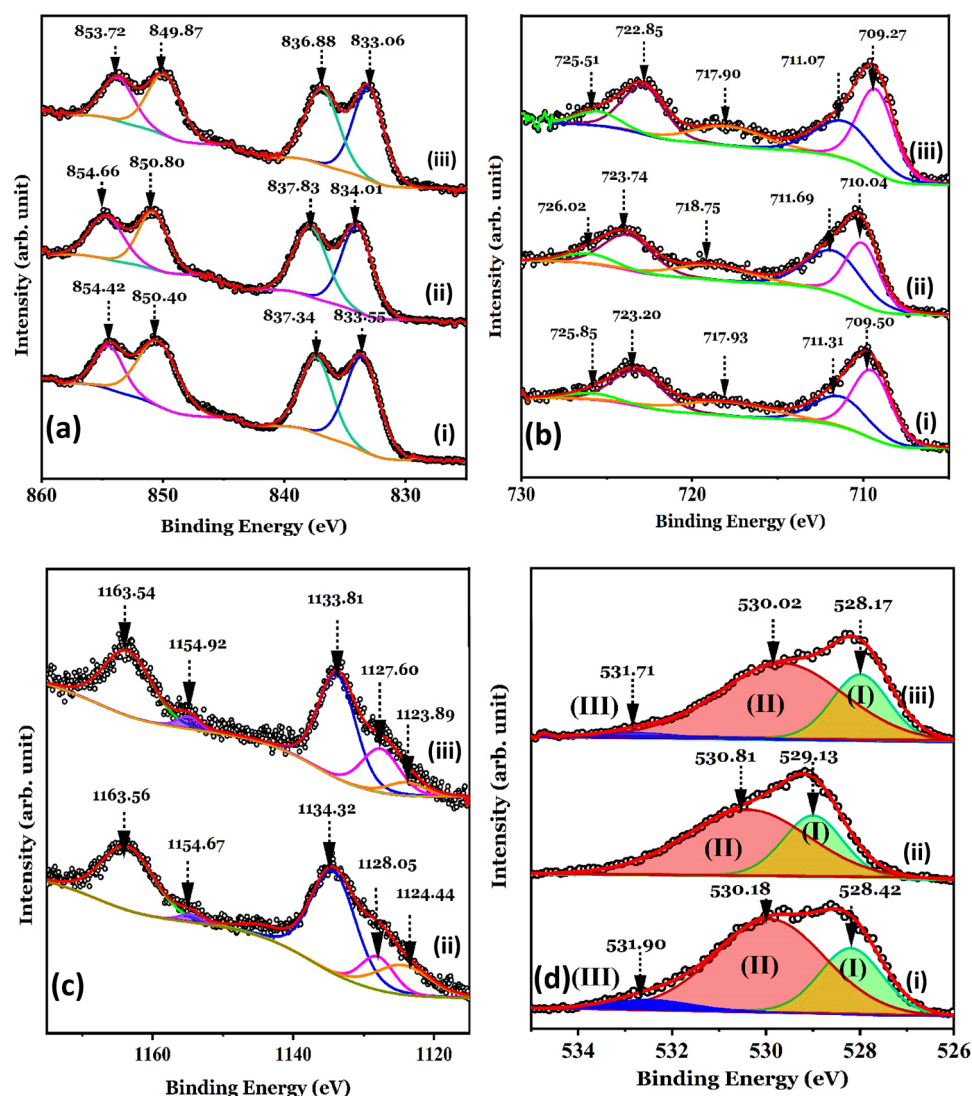 853.72
849.87
836.88
833.06
(iii)
854.66
850.80
837.83
834.01
(ii)
854.42
850.40
837.34
833.55
(i)
(a)
860
850
840
830
Binding Energy (eV)
Intensity (arb. unit)
725.51
722.85
717.90
711.07
709.27
(iii)
726.02
723.74
718.75
711.69
710.04
(ii)
725.85
723.20
717.93
711.31
709.50
(i)
(b)
730
720
710
Binding Energy (eV)
Intensity (arb. unit)
1163.54
1154.92
1133.81
1127.60
1123.89
(iii)
1163.56
1154.67
1134.32
1128.05
1124.44
(ii)
(c)
1160
1140
1120
Binding Energy (eV)
Intensity (arb. unit)
531.71
530.02
528.17
(III)
(II)
(I)
(iii)
530.81
529.13
(II)
(I)
(ii)
531.90
530.18
528.42
(III)
(II)
(I)
(i)
(d)
534
532
530
528
526
Binding Energy (eV)
Intensity (arb. unit)